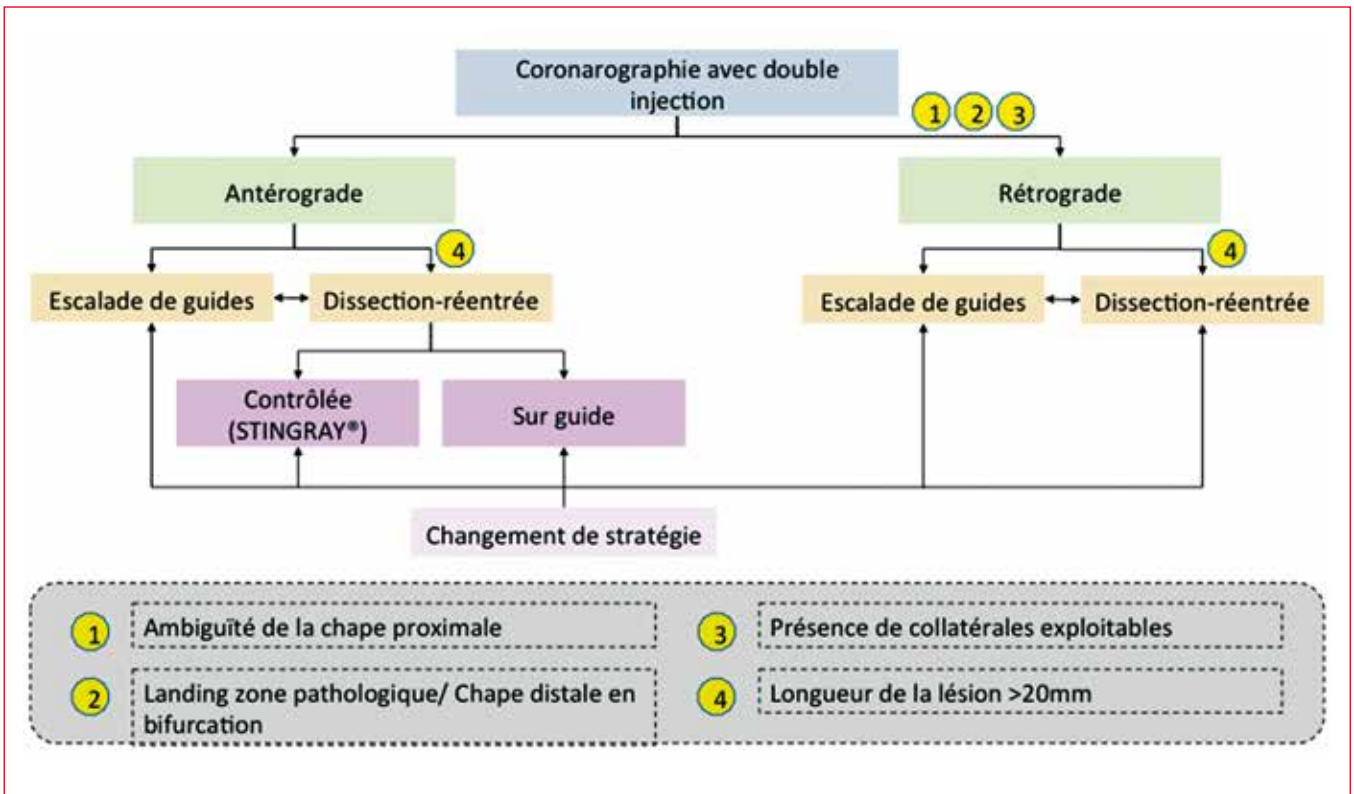 Coronarographie avec double
injection
1 2 3
Antérograde
Rétrograde
4
4
Escalade de guides
Dissection-réentrée
Escalade de guides
Dissection-réentrée
Contrôlée
(STINGRAY®)
Sur guide
Changement de stratégie
1 Ambiguïté de la chape proximale
3 Présence de collatérales exploitables
2 Landing zone pathologique/ Chape distale en
bifurcation
4 Longueur de la lésion >20mm